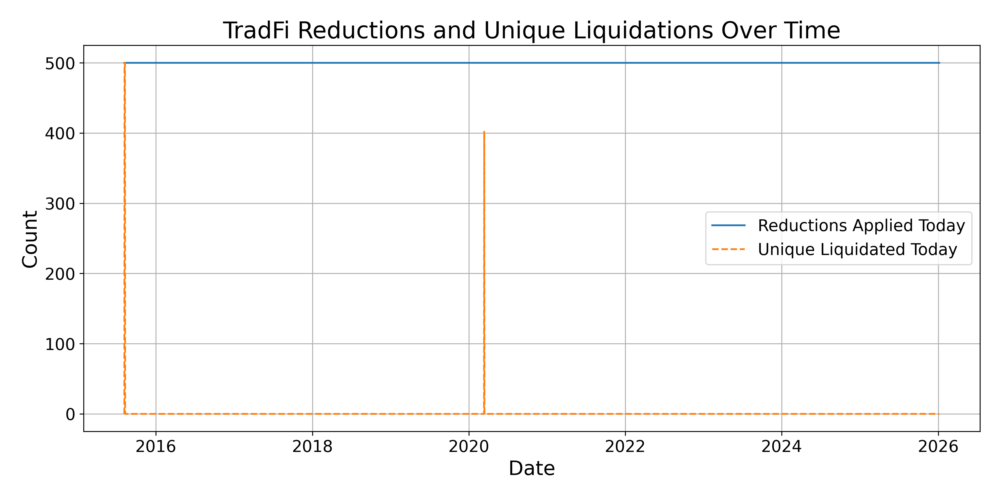 TradFi Reductions and Unique Liquidations Over Time
500
400
300
200
100
0
Count
Reductions Applied Today
Unique Liquidated Today
2016 2018 2020 2022 2024 2026
Date